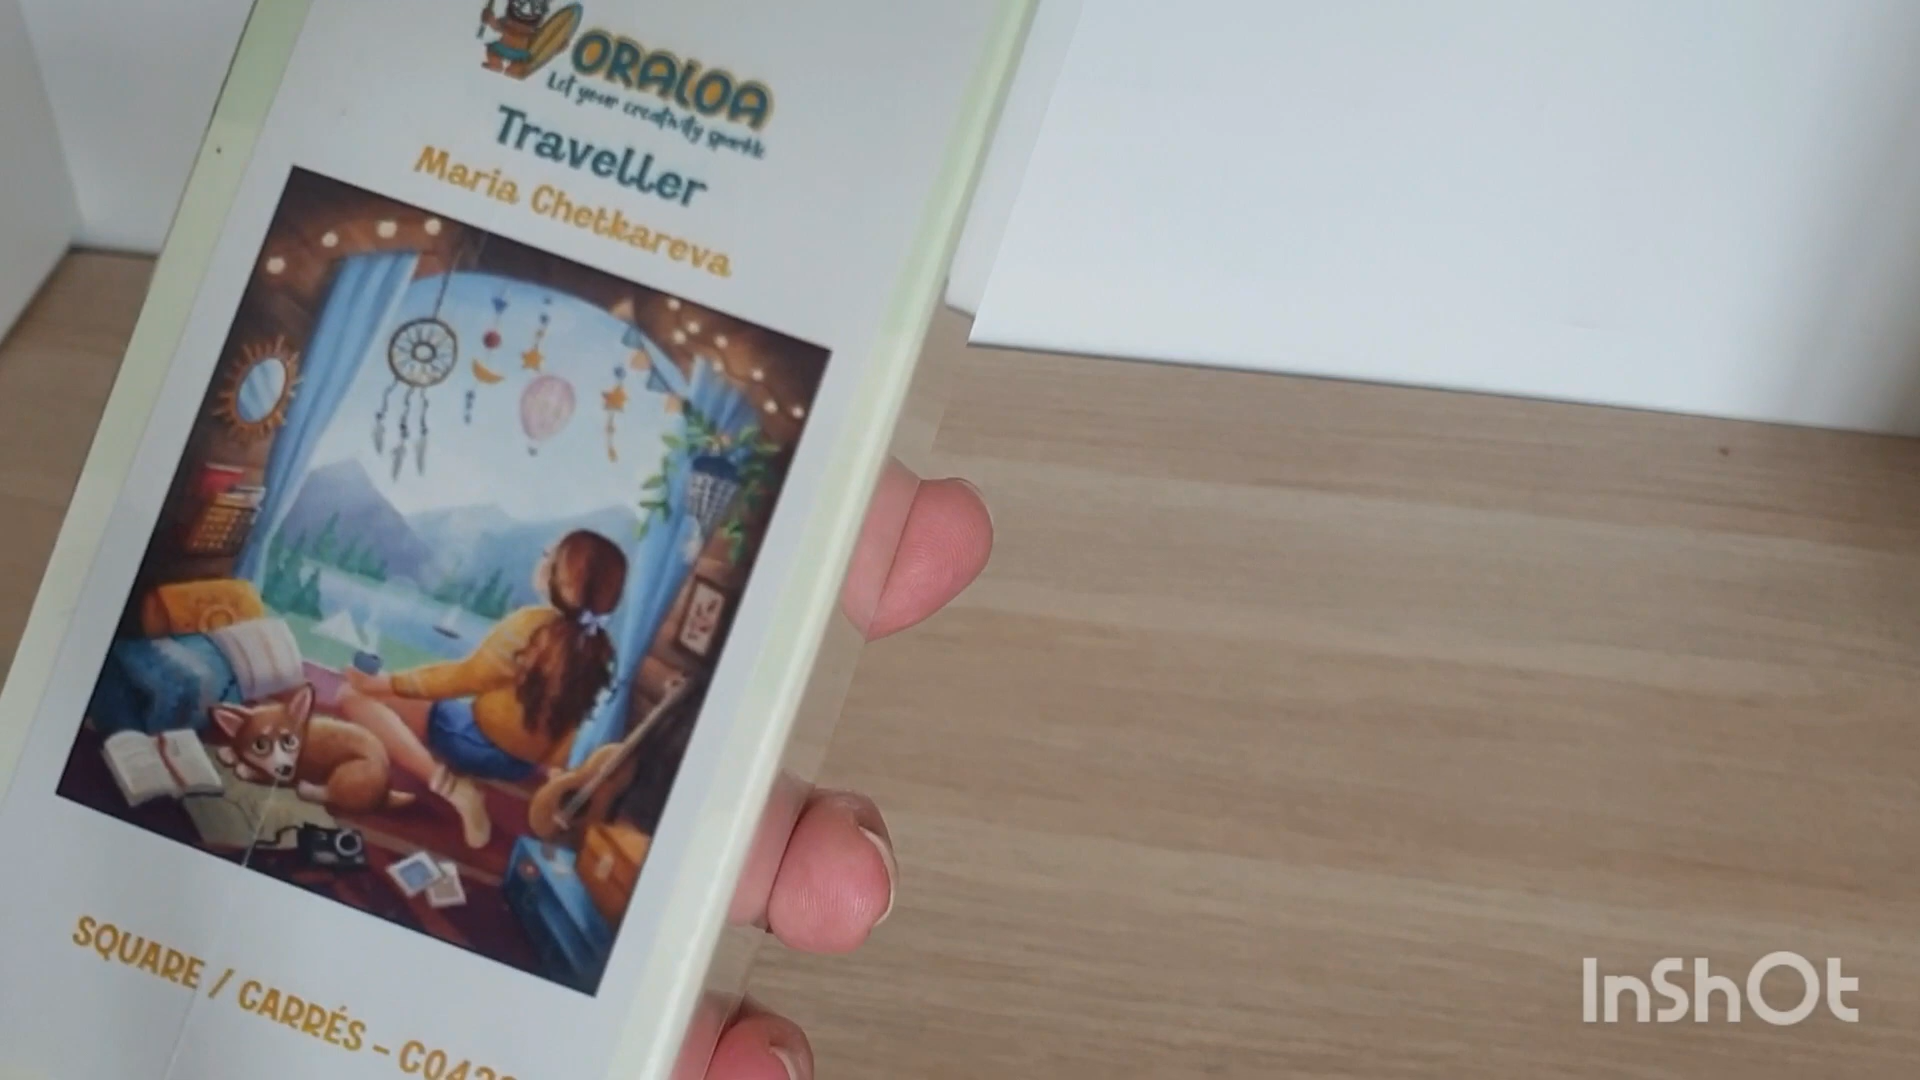 ORALOA
Let your creativity sparkle
Traveller
Maria Chetkareva
SQUARE / CARRÉS -
InShOt